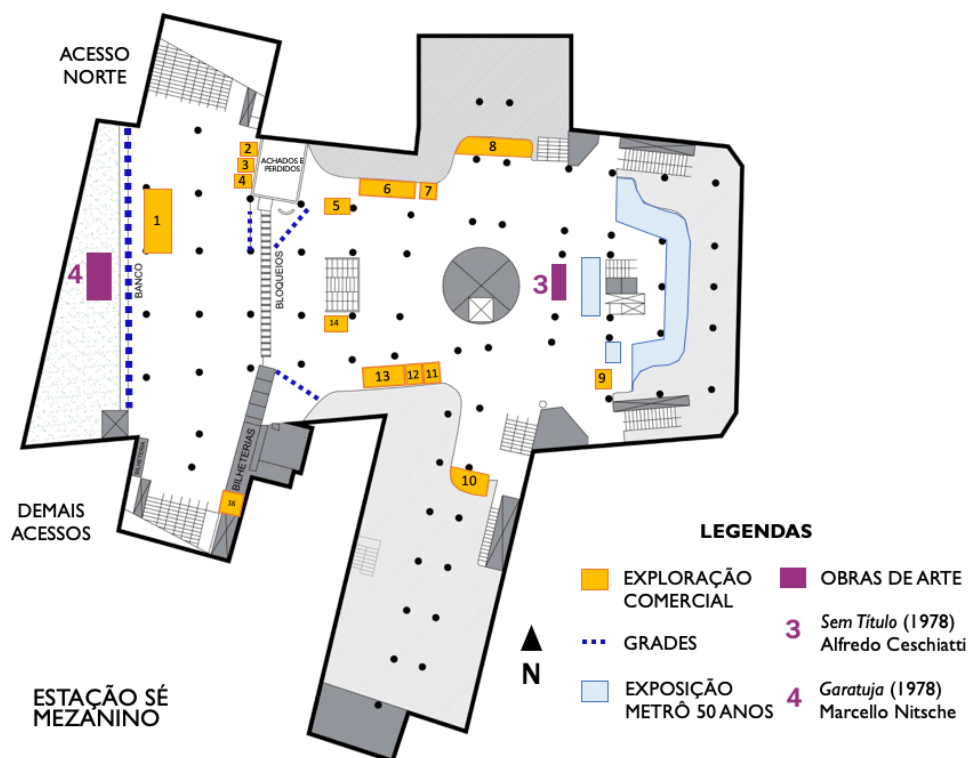 ACESSO
NORTE
2
3
4
ACHADOS E
PERDIDOS
8
6
7
5
1
4
BANCO
BLOQUEIOS
3
14
13
12
11
9
10
BILHETERIA
BILHETERIAS
16
DEMAIS
ACESSOS
N
ESTAÇÃO SÉ
MEZANINO
LEGENDAS
EXPLORAÇÃO
COMERCIAL
GRADES
EXPOSIÇÃO
METRÔ 50 ANOS
OBRAS DE ARTE
3
Sem Título (1978)
Alfredo Ceschiatti
4
Garatuja (1978)
Marcello Nitsche